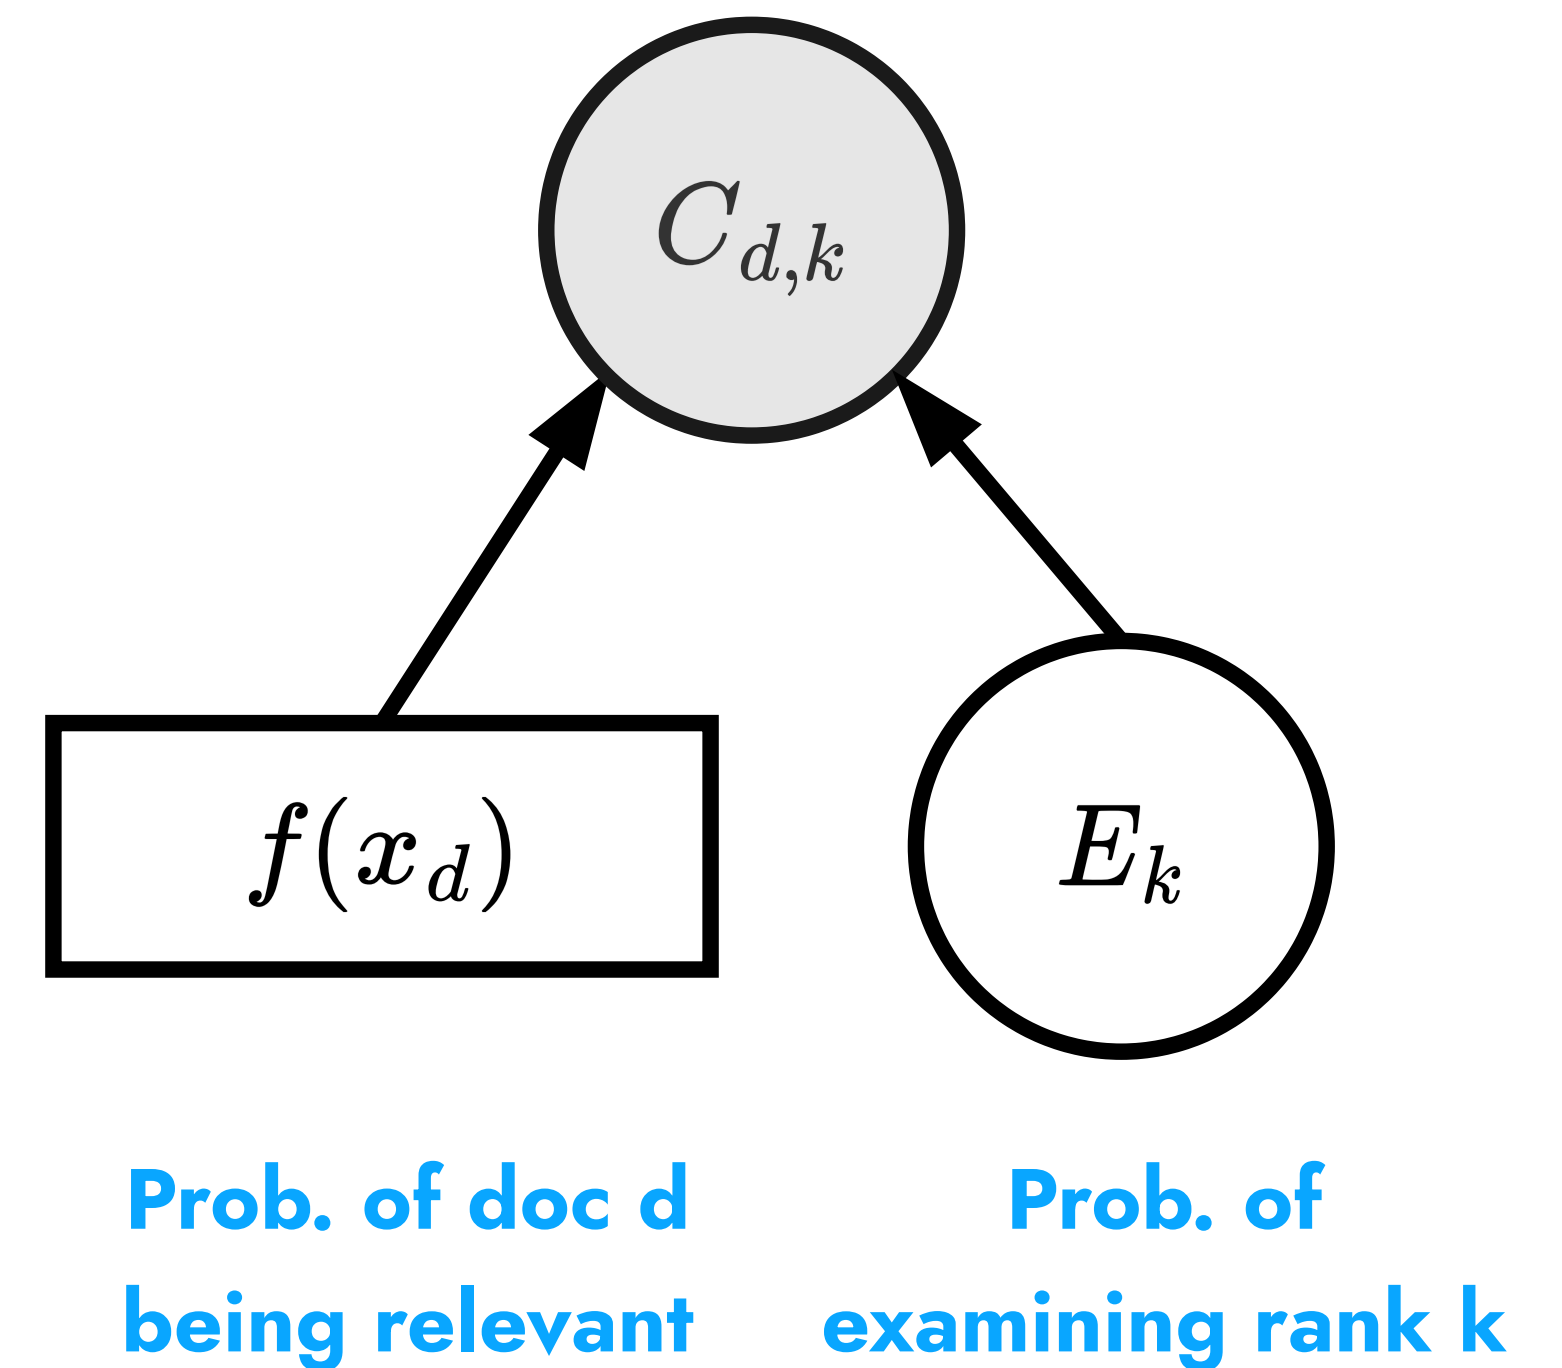 C_{d,k}
f(x_d)
E_k
Prob. of doc d
being relevant
Prob. of
examining rank k